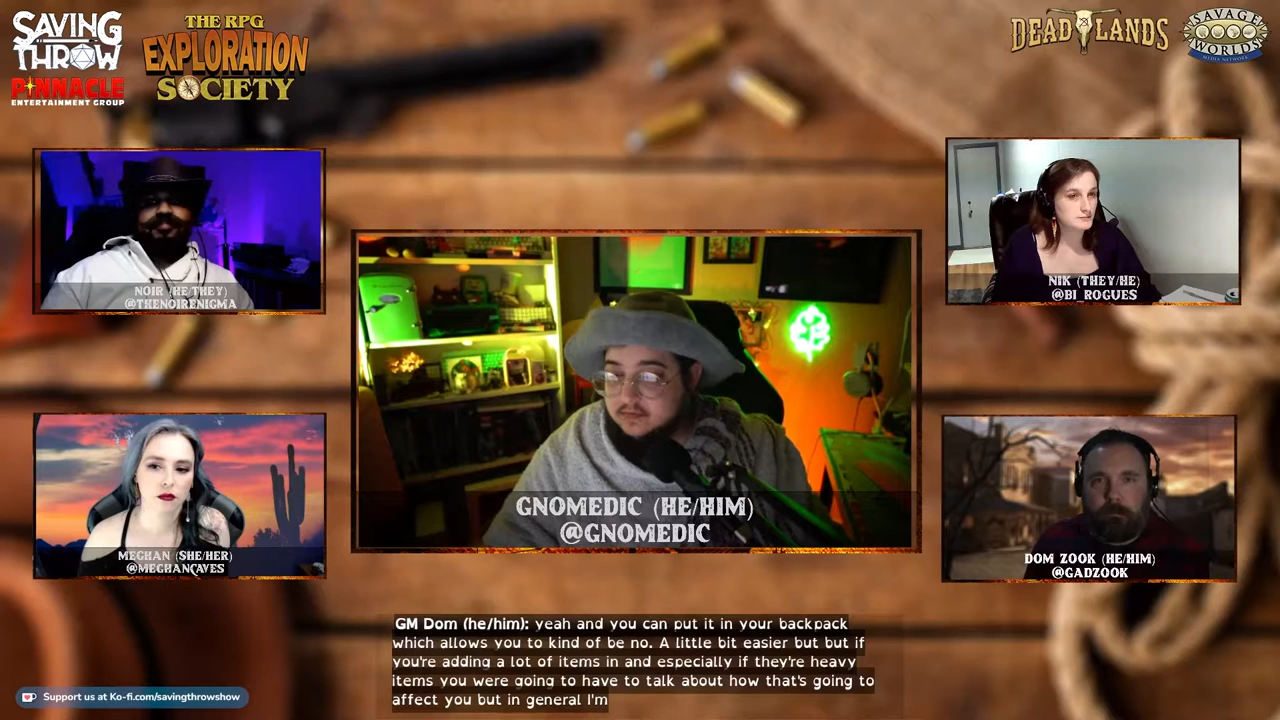 SAVING
THROW
PINNACLE
ENTERTAINMENT GROUP
THE RPG
EXPLORATION
SOCIETY
DEADLANDS
SAVAGE
WORLDS
MEDIA NETWORK
NOIR (HE/THEY)
@THENOIRENIGMA
NIK (THEY/HE)
@BI_ROGUES
GNOMEDIC (HE/HIM)
@GNOMEDIC
MEGHAN (SHE/HER)
@MEGHANCAVES
DOM ZOOK (HE/HIM)
@GADZOOK
GM Dom (he/him): yeah and you can put it in your backpack
which allows you to kind of be no. A little bit easier but but if
you're adding a lot of items in and especially if they're heavy
items you were going to have to talk about how that's going to
affect you but in general I'm
Support us at Ko-fi.com/savingthrowshow